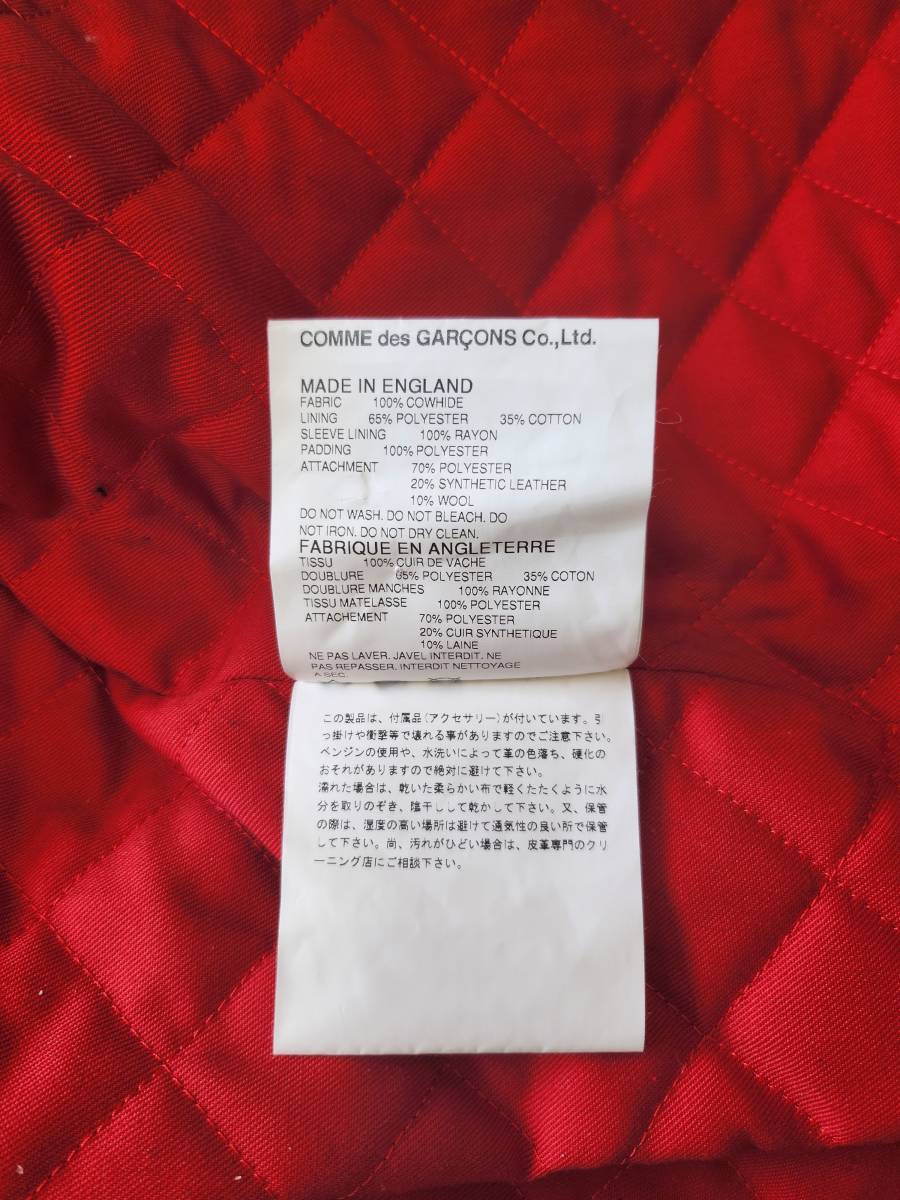 COMME des GARÇONS Co.,Ltd.
MADE IN ENGLAND
FABRIC 100% COWHIDE
LINING 65% POLYESTER 35% COTTON
SLEEVE LINING 100% RAYON
PADDING 100% POLYESTER
ATTACHMENT 70% POLYESTER
20% SYNTHETIC LEATHER
10% WOOL
DO NOT WASH. DO NOT BLEACH. DO
NOT IRON. DO NOT DRY CLEAN.
FABRIQUE EN ANGLETERRE
TISSU 100% CUIR DE VACHE
DOUBLURE 65% POLYESTER 35% COTON
DOUBLURE MANCHES 100% RAYONNE
TISSU MATELASSE 100% POLYESTER
ATTACHEMENT 70% POLYESTER
20% CUIR SYNTHETIQUE
10% LAINE
NE PAS LAVER. JAVEL INTERDIT. NE
PAS REPASSER. INTERDIT NETTOYAGE
A SEC.
この製品は、付属品(アクセサリー)が付いています。引
っ掛けや衝撃等で壊れる事がありますのでご注意下さい。
ベンジンの使用や、水洗いによって革の色落ち、硬化の
おそれがありますので絶対に避けて下さい。
濡れた場合は、乾いた柔らかい布で軽くたたくように水
分を取りのぞき、陰干しして乾かして下さい。又、保管
の際は、湿度の高い場所は避けて通気性の良い所で保管
して下さい。尚、汚れがひどい場合は、皮革専門のクリ
ーニング店にご相談下さい。